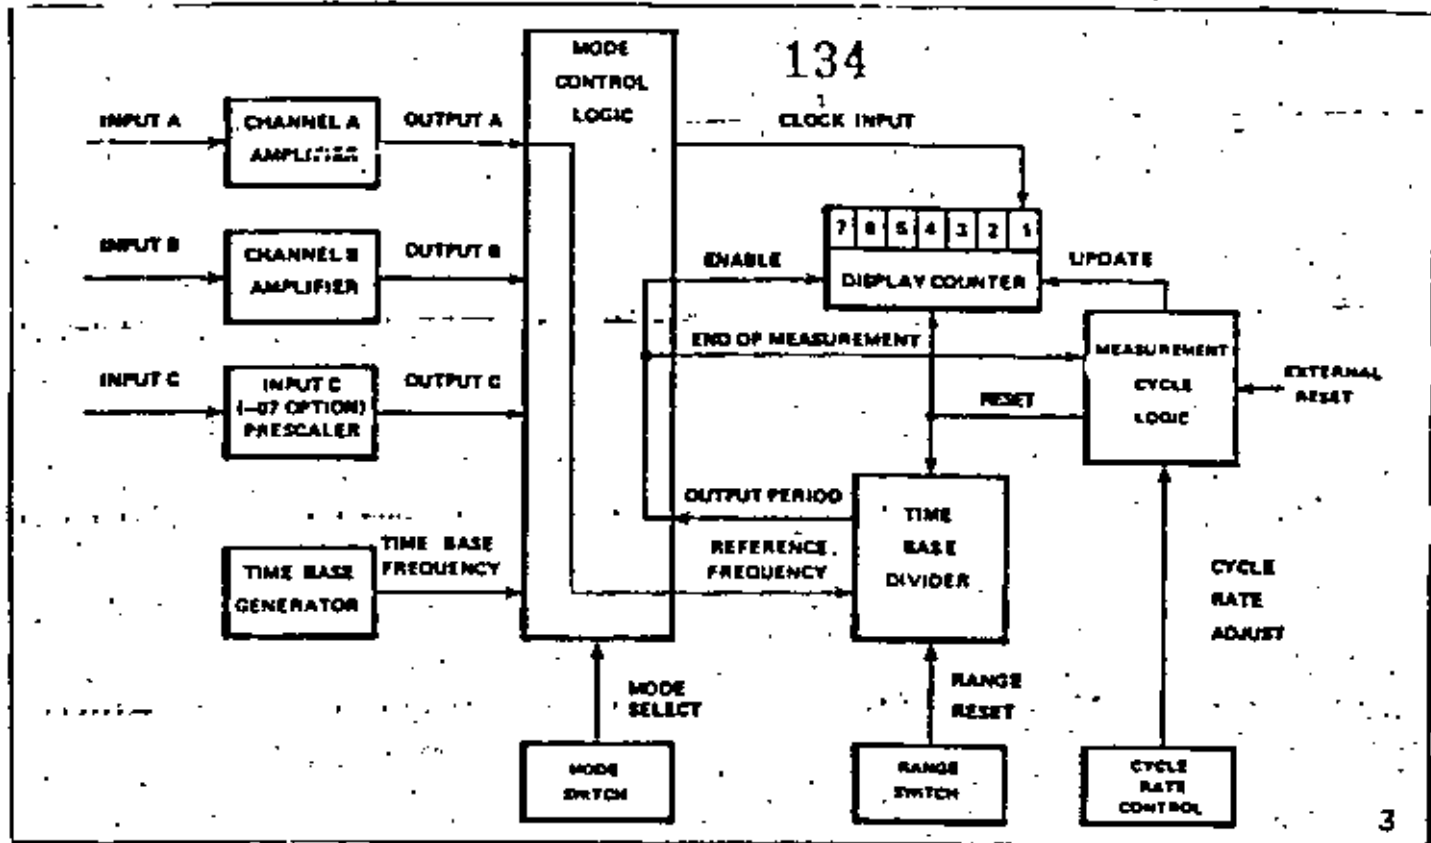 134
MODE
CONTROL
LOGIC
INPUT A
CHANNEL A
AMPLIFIER
OUTPUT A
CLOCK INPUT
7 6 5 4 3 2 1
DISPLAY COUNTER
INPUT B
CHANNEL B
AMPLIFIER
OUTPUT B
ENABLE
UPDATE
END OF MEASUREMENT
MEASUREMENT
CYCLE
LOGIC
EXTERNAL
RESET
INPUT C
INPUT C
(-07 OPTION)
PRESCALER
OUTPUT C
RESET
OUTPUT PERIOD
TIME
BASE
DIVIDER
TIME BASE
GENERATOR
TIME BASE
FREQUENCY
REFERENCE
FREQUENCY
CYCLE
RATE
ADJUST
MODE
SELECT
RANGE
RESET
MODE
SWITCH
RANGE
SWITCH
CYCLE
RATE
CONTROL
3